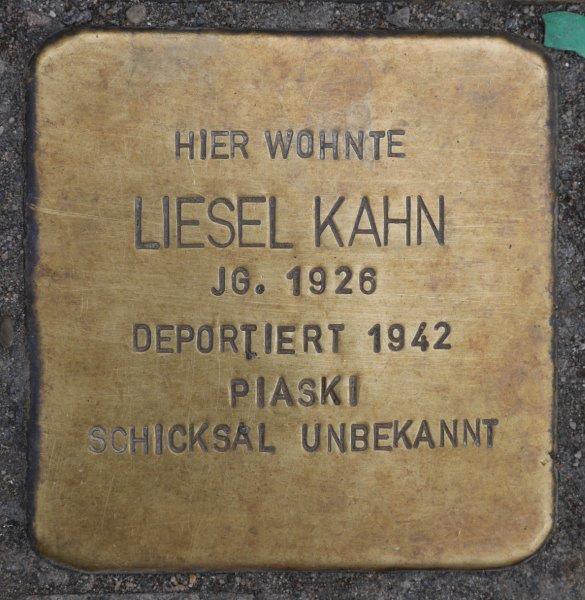 HIER WOHNTE
LIESEL KAHN
JG. 1926
DEPORTIERT 1942
PIASKI
SCHICKSAL UNBEKANNT